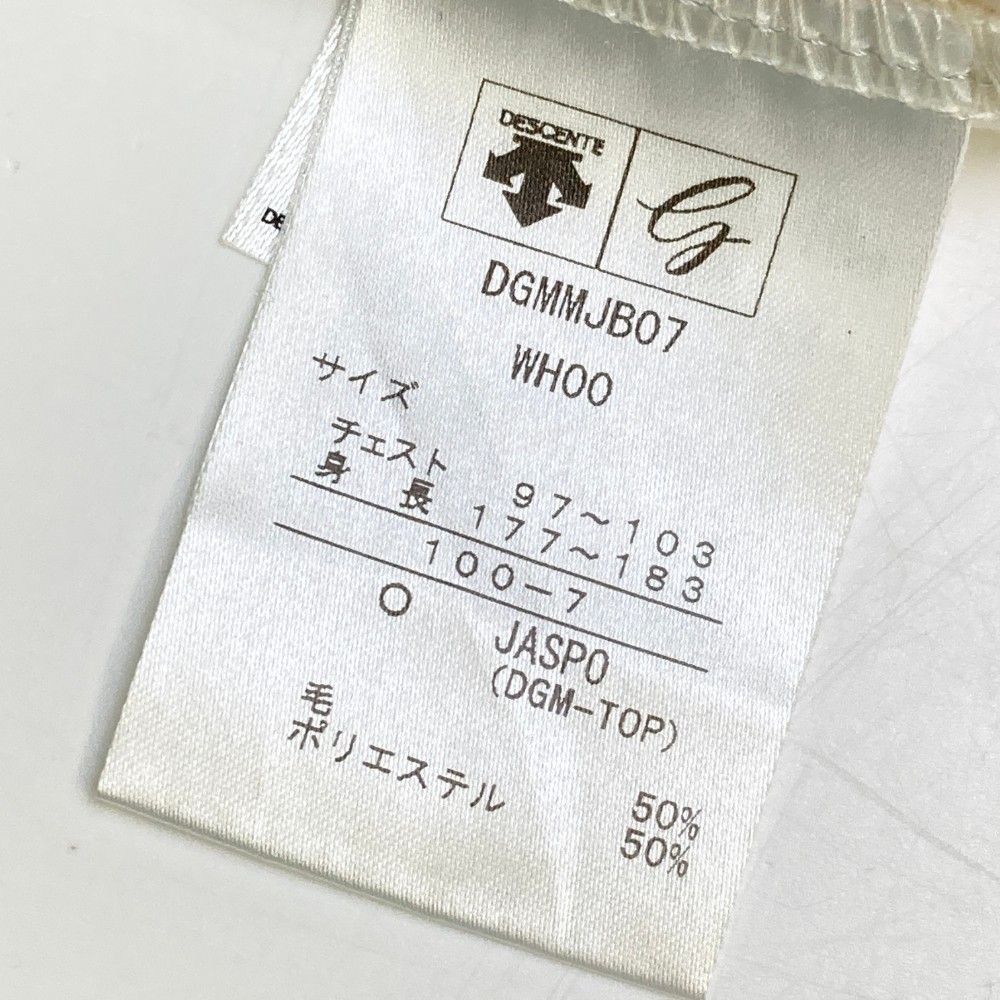 DESCENTE
G
DE
DGMMJB07
WH00
サイズ
チェスト 97～103
身長 177～183
100-7
O JASPO
(DGM-TOP)
毛 50%
ポリエステル 50%